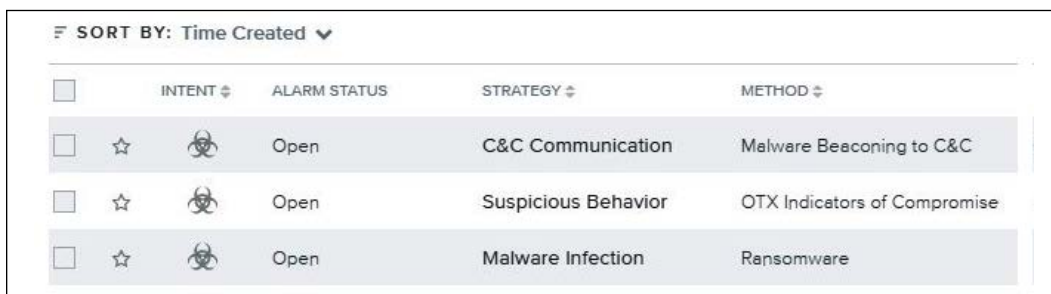 SORT BY: Time Created
INTENT ALARM STATUS STRATEGY METHOD
Open C&C Communication Malware Beaconing to C&C
Open Suspicious Behavior OTX Indicators of Compromise
Open Malware Infection Ransomware